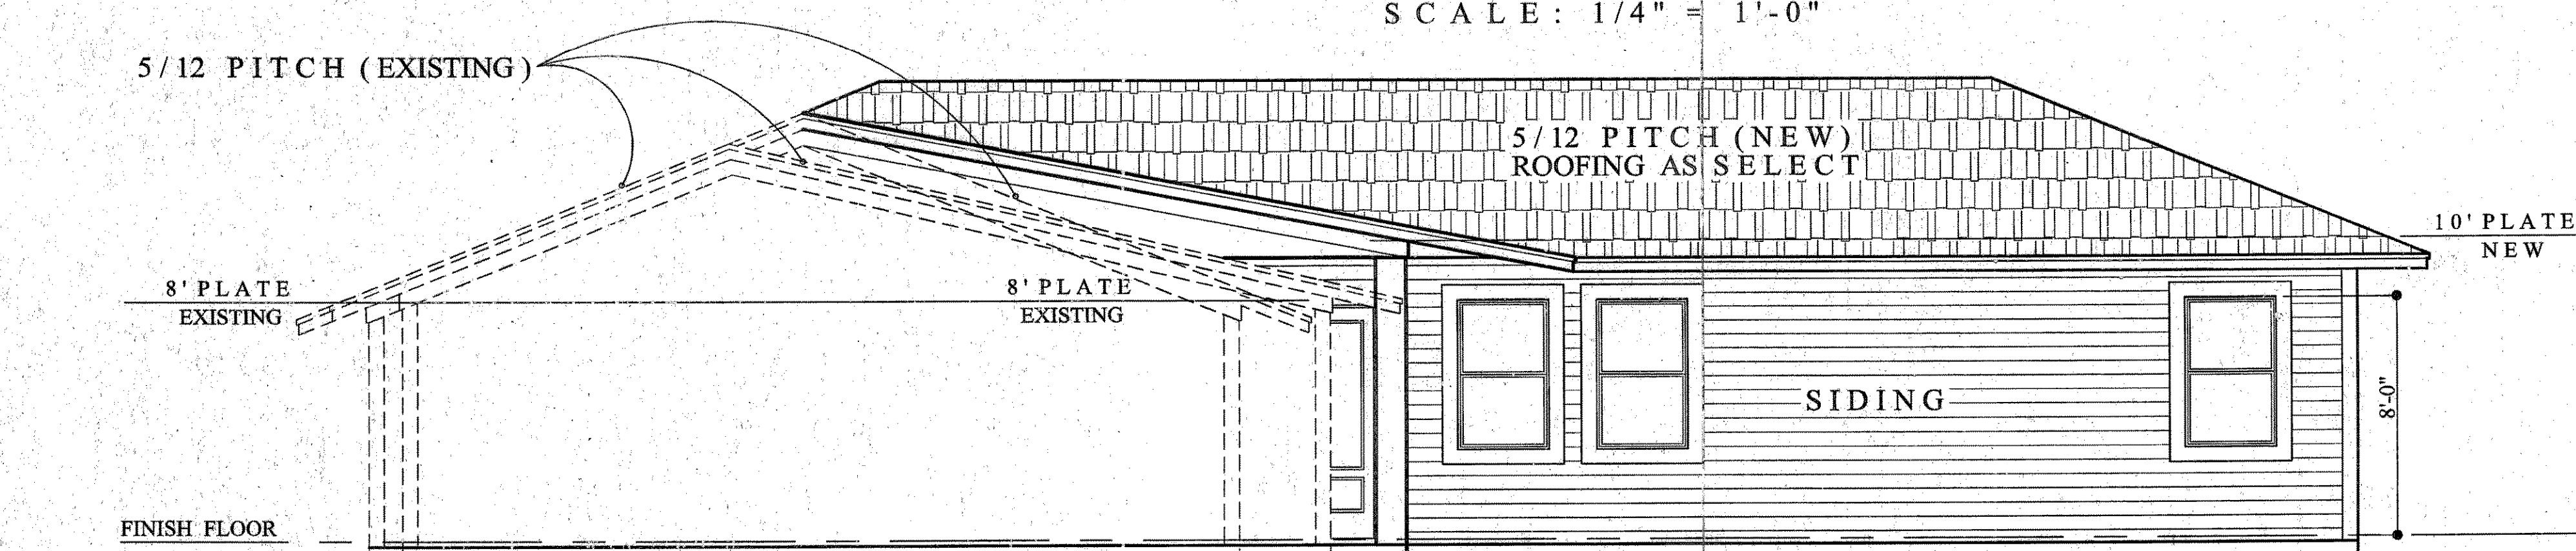 SCALE: 1/4" = 1'-0"
5/12 PITCH (EXISTING)
5/12 PITCH (NEW)
ROOFING AS SELECT
10' PLATE
NEW
8' PLATE
EXISTING
8' PLATE
EXISTING
SIDING
8'-0"
FINISH FLOOR